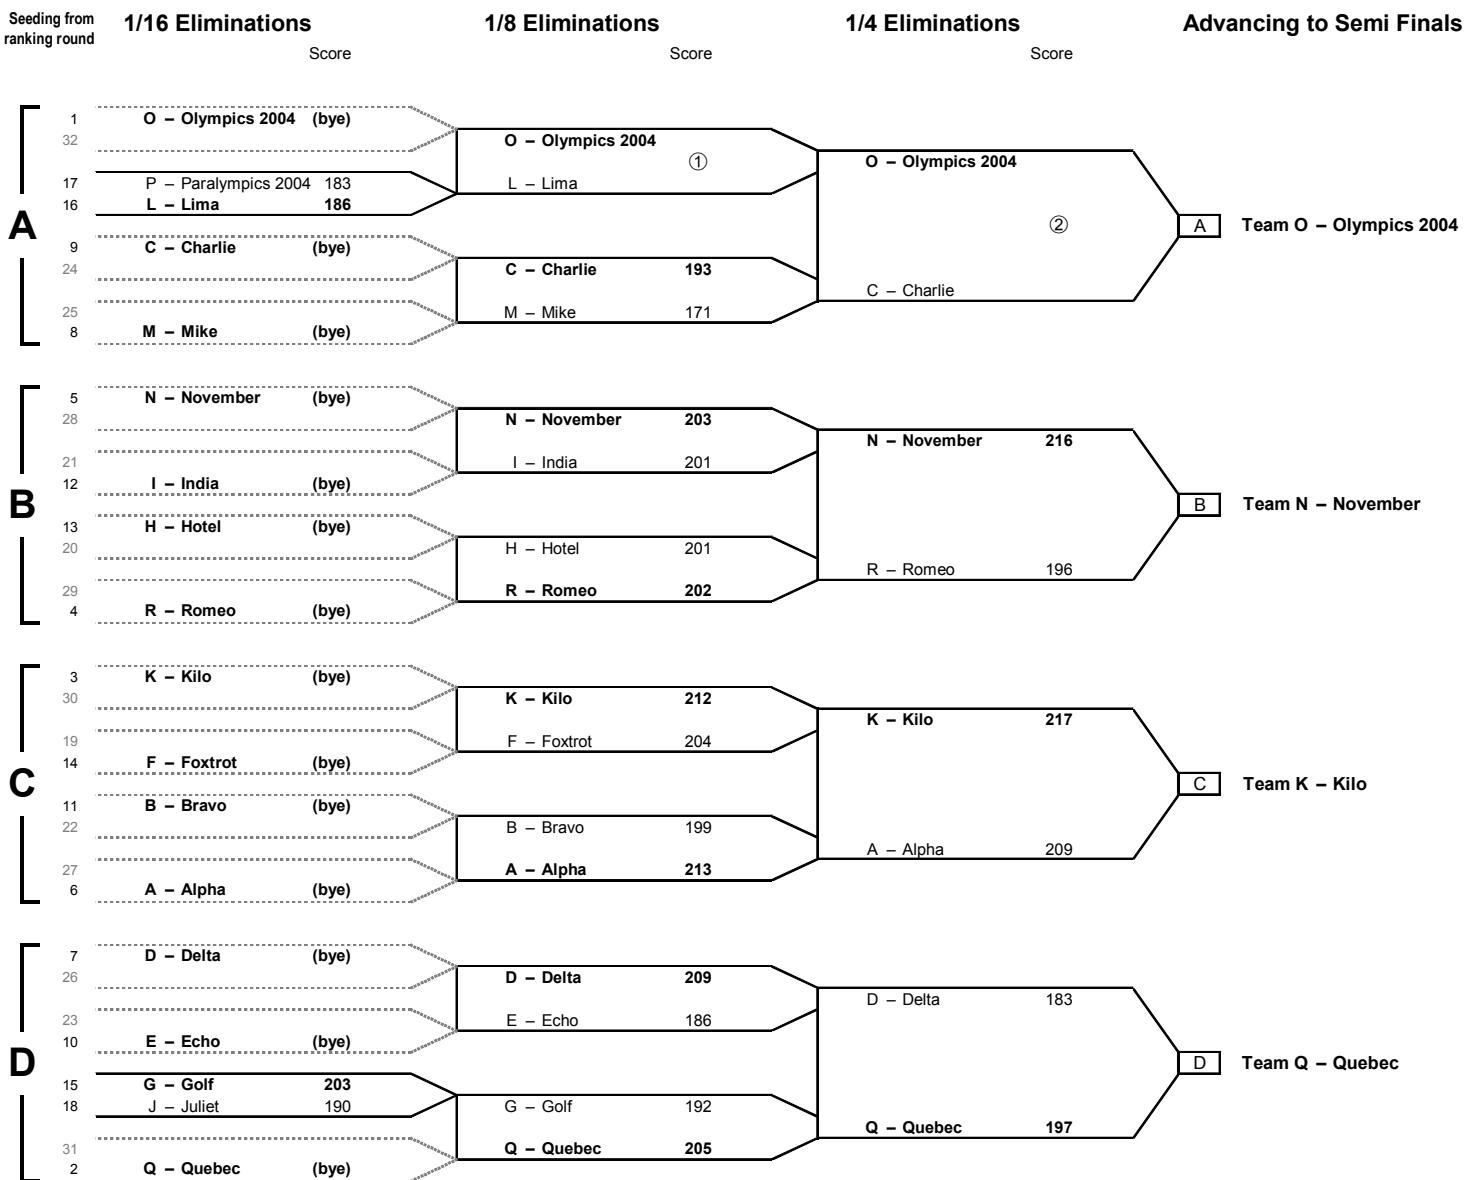 Seeding from ranking round 1/16 Eliminations 1/8 Eliminations 1/4 Eliminations Advancing to Semi Finals
Score Score Score
A
1 O – Olympics 2004 (bye)
32
17 P – Paralympics 2004 183
16 L – Lima 186
9 C – Charlie (bye)
24
25
8 M – Mike (bye)
O – Olympics 2004
①
L – Lima
C – Charlie 193
M – Mike 171
O – Olympics 2004
②
C – Charlie
A Team O – Olympics 2004
B
5 N – November (bye)
28
21
12 I – India (bye)
13 H – Hotel (bye)
20
29
4 R – Romeo (bye)
N – November 203
I – India 201
H – Hotel 201
R – Romeo 202
N – November 216
R – Romeo 196
B Team N – November
C
3 K – Kilo (bye)
30
19
14 F – Foxtrot (bye)
11 B – Bravo (bye)
22
27
6 A – Alpha (bye)
K – Kilo 212
F – Foxtrot 204
B – Bravo 199
A – Alpha 213
K – Kilo 217
A – Alpha 209
C Team K – Kilo
D
7 D – Delta (bye)
26
23
10 E – Echo (bye)
15 G – Golf 203
18 J – Juliet 190
31
2 Q – Quebec (bye)
D – Delta 209
E – Echo 186
G – Golf 192
Q – Quebec 205
D – Delta 183
Q – Quebec 197
D Team Q – Quebec